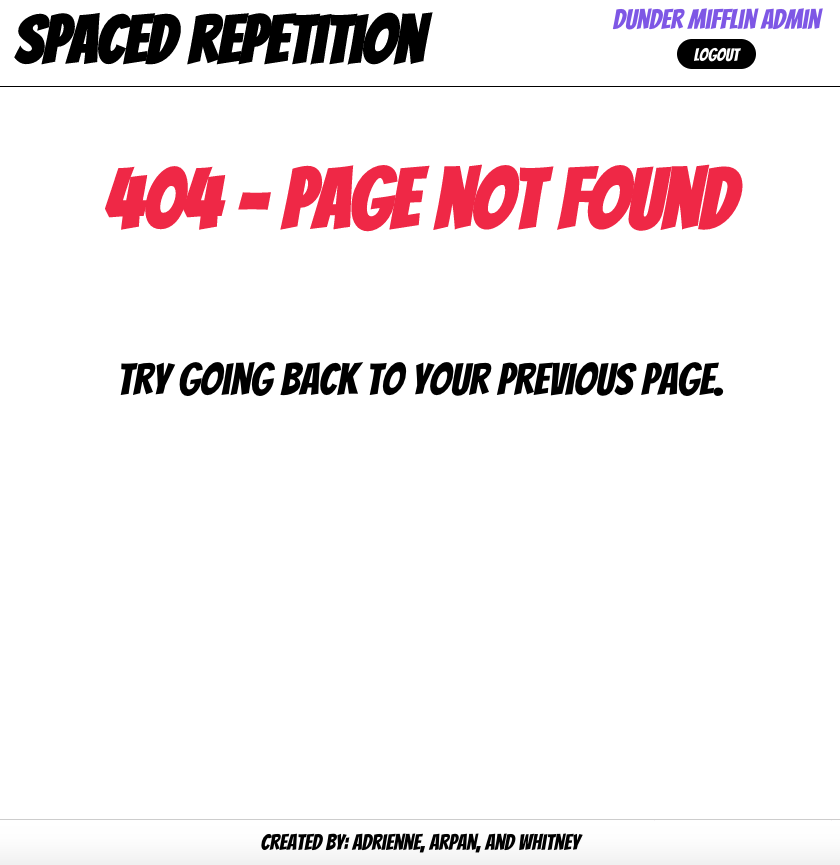 SPACED REPETITION
DUNDER MIFFLIN ADMIN
LOGOUT
404 - PAGE NOT FOUND
TRY GOING BACK TO YOUR PREVIOUS PAGE.
CREATED BY: ADRIENNE, ARPAN, AND WHITNEY